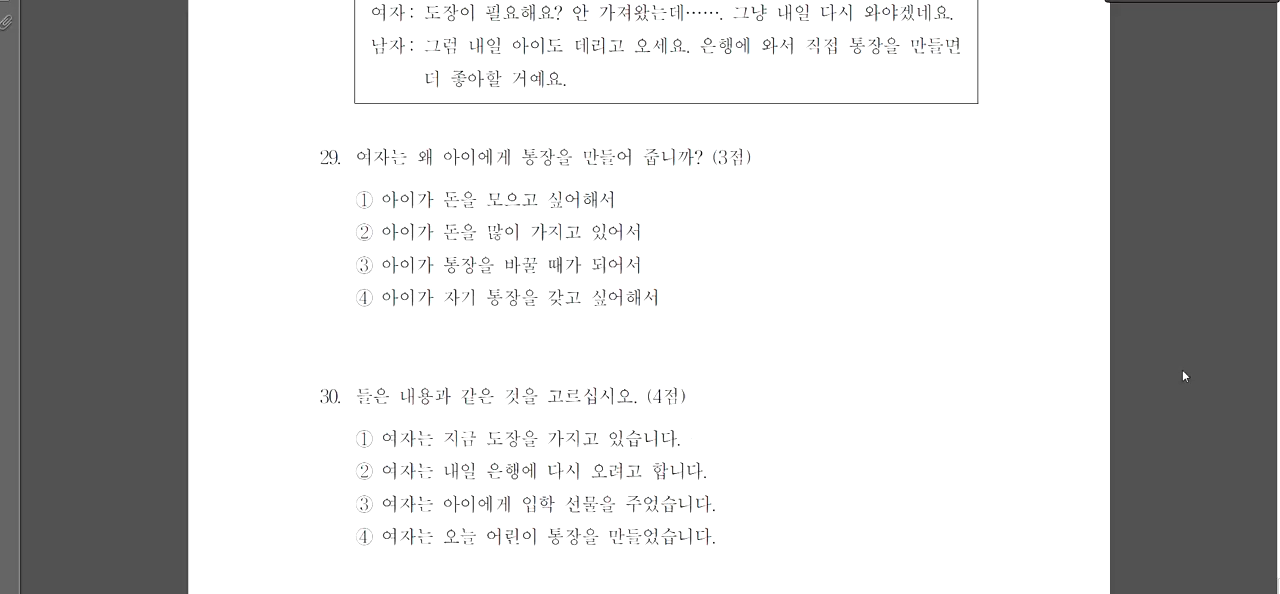 여자: 도장이 필요해요? 안 가져왔는데……. 그냥 내일 다시 와야겠네요.
남자: 그럼 내일 아이도 데리고 오세요. 은행에 와서 직접 통장을 만들면
더 좋아할 거예요.
29. 여자는 왜 아이에게 통장을 만들어 줍니까? (3점)
① 아이가 돈을 모으고 싶어해서
② 아이가 돈을 많이 가지고 있어서
③ 아이가 통장을 바꿀 때가 되어서
④ 아이가 자기 통장을 갖고 싶어해서
30. 들은 내용과 같은 것을 고르십시오. (4점)
① 여자는 지금 도장을 가지고 있습니다.
② 여자는 내일 은행에 다시 오려고 합니다.
③ 여자는 아이에게 입학 선물을 주었습니다.
④ 여자는 오늘 어린이 통장을 만들었습니다.